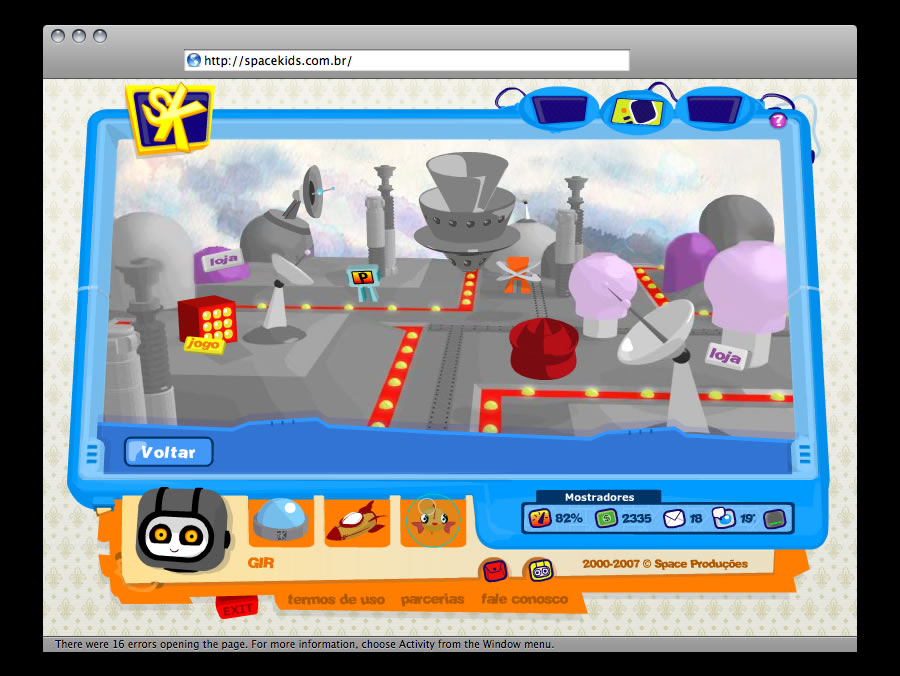 http://spacekids.com.br/
SK
?
loja
P
jogo
loja
Voltar
Mostradores
82% 2335 18 19
GIR
2000-2007 © Space Produções
EXIT
termos de uso parcerias fale conosco
There were 16 errors opening the page. For more information, choose Activity from the Window menu.